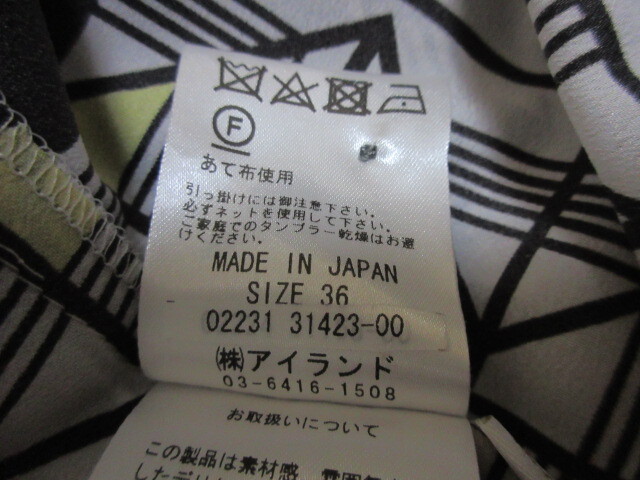 F
あて布使用
引っ掛けには御注意下さい。
必ずネットを使用して下さい。
ご家庭でのタンブラー乾燥はお避
けください。
MADE IN JAPAN
SIZE 36
02231 31423-00
㈱アイランド
03-6416-1508
お取扱いについて
この製品は素材感、雰囲気